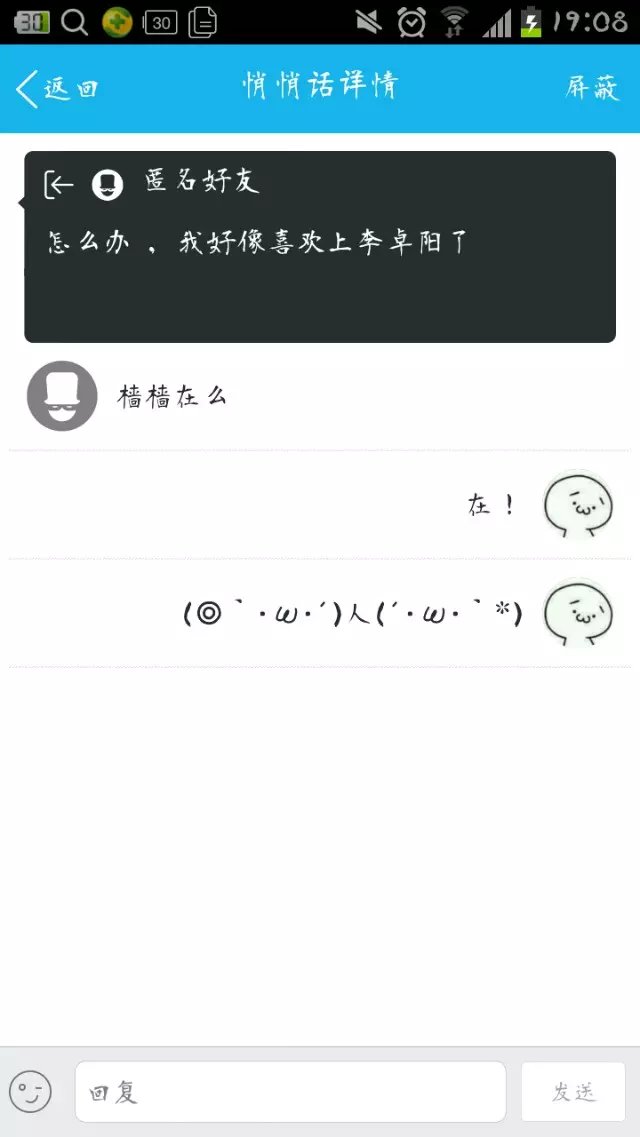 30
30
19:08
返回
悄悄话详情
屏蔽
匿名好友
怎么办，我好像喜欢上李卓阳了
樯樯在么
在！
(◎｀・ω・´)人(´・ω・｀*)
回复
发送